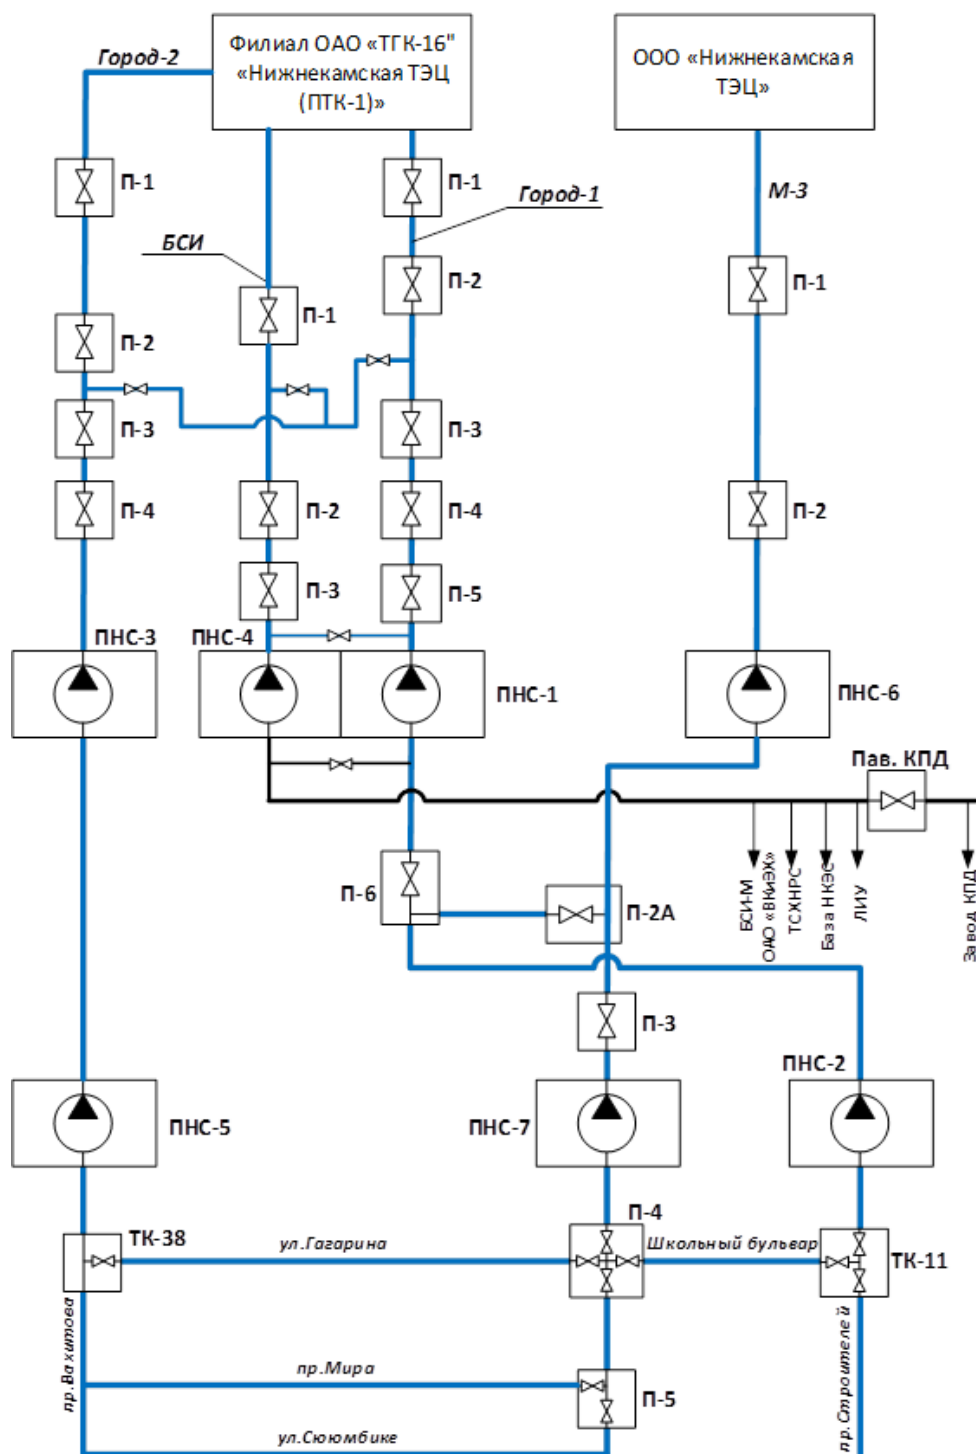 Филиал ОАО «ТГК-16"
«Нижнекамская ТЭЦ
(ПТК-1)»
ООО «Нижнекамская
ТЭЦ»
Город-2
П-1
П-1
М-3
Город-1
БСИ
П-2
П-1
П-1
П-2
П-3
П-3
П-4
П-2
П-4
П-2
П-3
П-5
ПНС-3
ПНС-4
ПНС-1
ПНС-6
Пав. КПД
БСИ-М
ОАО «ВКиЭХ»
ТСХНРС
База НКЭС
ЛИУ
Завод КПД
П-6
П-2А
П-3
ПНС-2
ПНС-5
ПНС-7
П-4
ТК-38
ул.Гагарина
Школьный бульвар
ТК-11
пр.Вахитова
пр.Мира
П-5
пр.Строителей
ул.Сююмбике